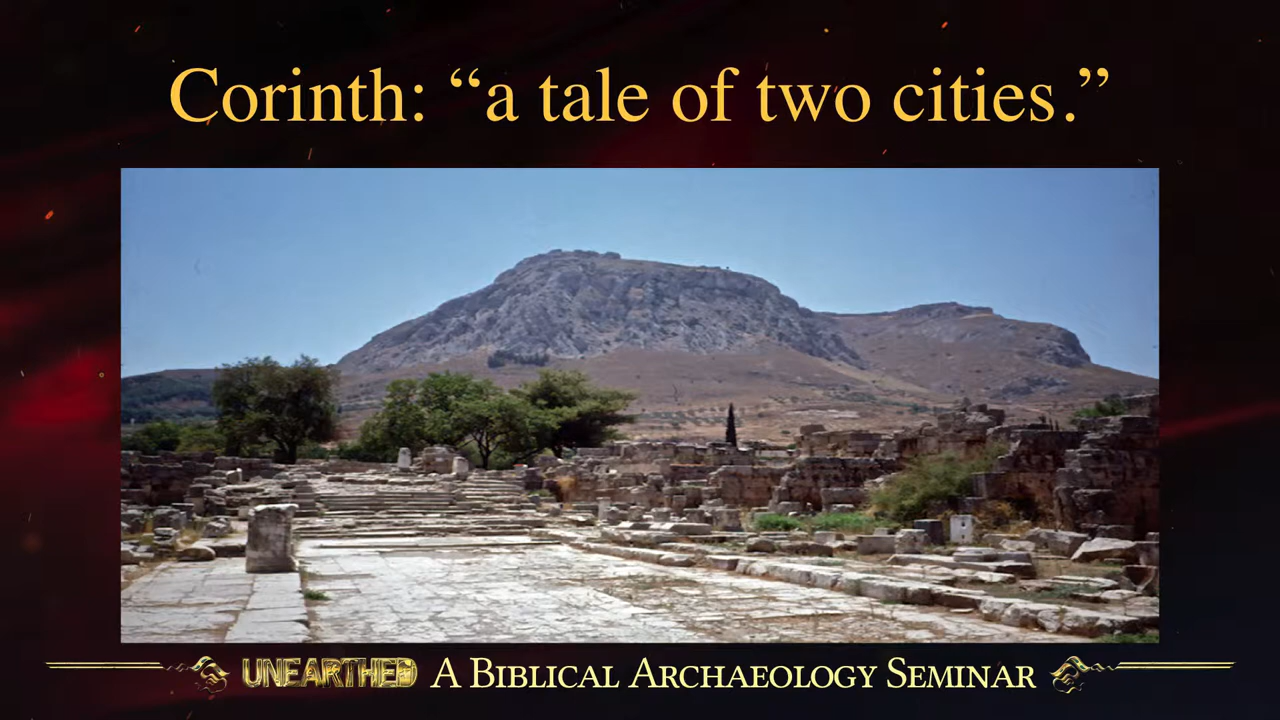 Corinth: “a tale of two cities.”
UNEARTHED A BIBLICAL ARCHAEOLOGY SEMINAR